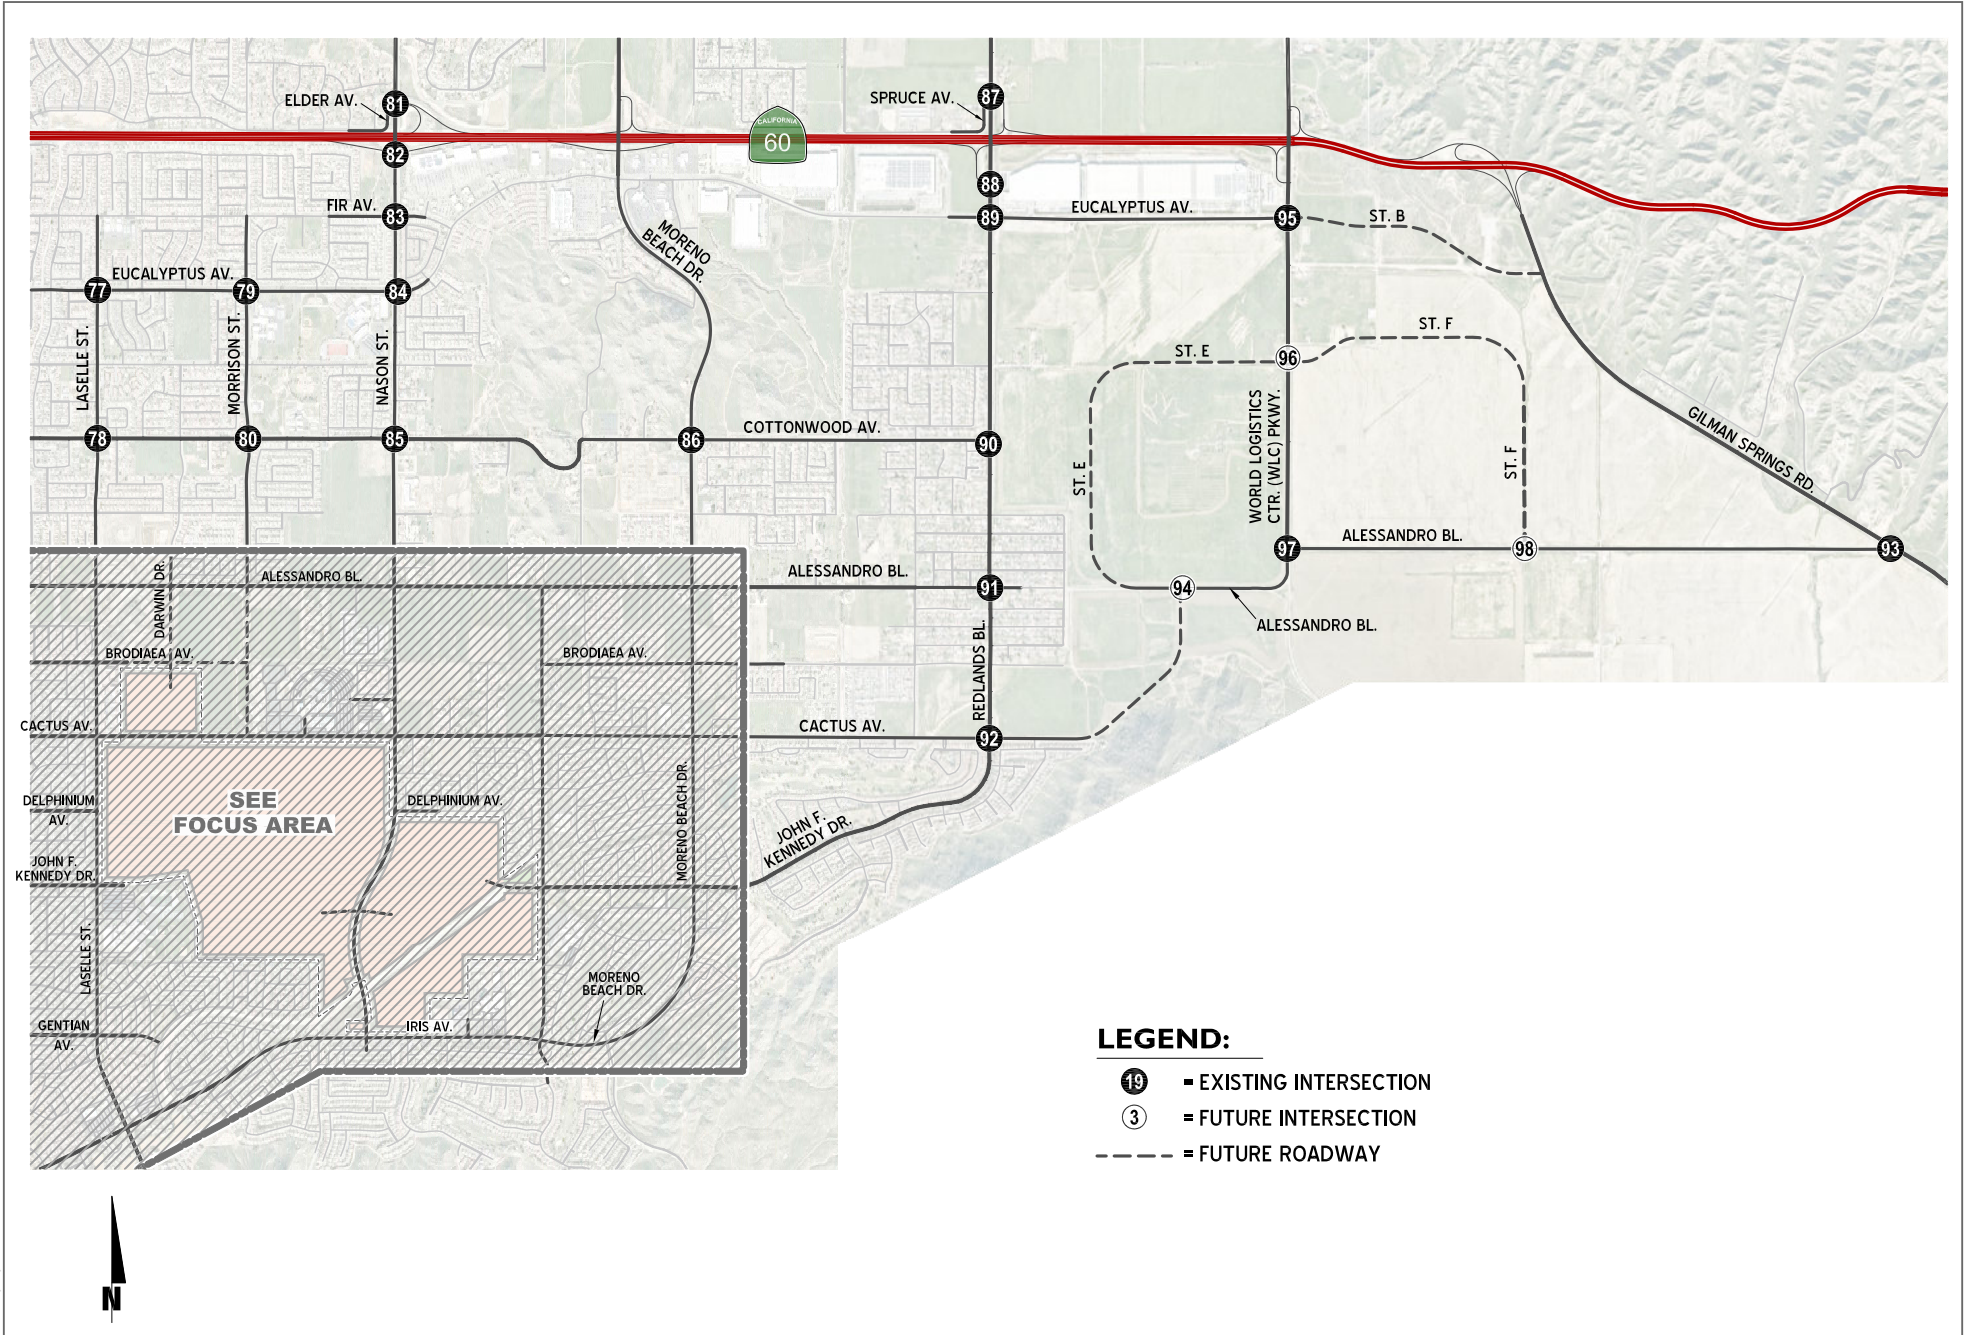 ELDER AV.
81
SPRUCE AV.
87
CALIFORNIA
60
82
88
FIR AV.
83
89
EUCALYPTUS AV.
95
ST. B
MORENO
BEACH DR.
77
EUCALYPTUS AV.
79
84
LASELLE ST.
MORRISON ST.
NASON ST.
ST. E
96
ST. F
78
80
85
86
COTTONWOOD AV.
90
ST. E
WORLD LOGISTICS
CTR. (WLC) PKWY.
ST. F
GILMAN SPRINGS RD.
97
ALESSANDRO BL.
98
93
DARWIN DR.
ALESSANDRO BL.
ALESSANDRO BL.
91
94
ALESSANDRO BL.
BRODIAEA AV.
BRODIAEA AV.
REDLANDS BL.
CACTUS AV.
CACTUS AV.
92
DELPHINIUM
AV.
SEE
FOCUS AREA
DELPHINIUM AV.
MORENO BEACH DR.
JOHN F.
KENNEDY DR.
JOHN F.
KENNEDY DR.
LASELLE ST.
MORENO
BEACH DR.
GENTIAN
AV.
IRIS AV.
LEGEND:
19 = EXISTING INTERSECTION
3 = FUTURE INTERSECTION
= FUTURE ROADWAY
N